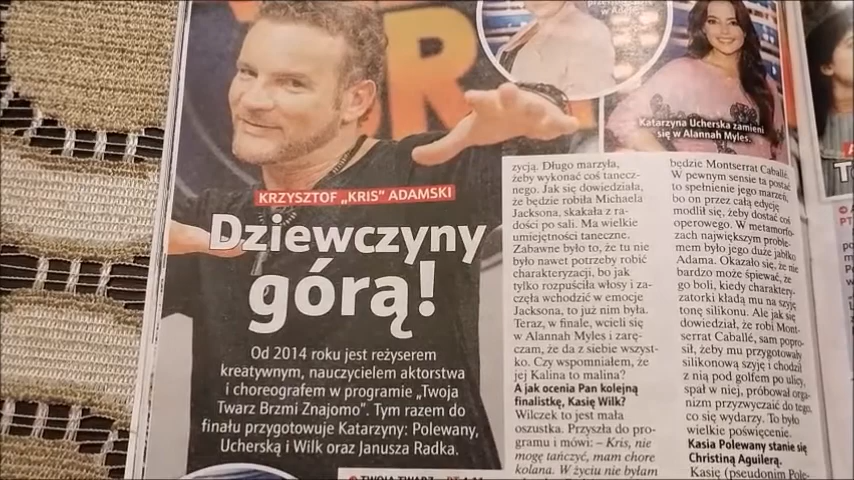 OR
Katarzyna Ucherska zamieni
się w Alannah Myles.
KRZYSZTOF „KRIS” ADAMSKI
Dziewczyny
górą!
Od 2014 roku jest reżyserem
kreatywnym, nauczycielem aktorstwa
i choreografem w programie „Twoja
Twarz Brzmi Znajomo”. Tym razem do
finału przygotowuje Katarzyny: Polewany,
Ucherską i Wilk oraz Janusza Radka.
zycją. Długo marzyła,
żeby wykonać coś tanecz-
nego. Jak się dowiedziała,
że będzie robiła Michaela
Jacksona, skakała z ra-
dości po sali. Ma wielkie
umiejętności taneczne.
Zabawne było to, że tu nie
było nawet potrzeby robić
charakteryzacji, bo jak
tylko rozpuściła włosy i za-
częła wchodzić w emocje
Jacksona, to już nim była.
Teraz, w finale, wcieli się
w Alannah Myles i zarę-
czam, że da z siebie wszyst-
ko. Czy wspomniałem, że
jej Kalina to malina?
A jak ocenia Pan kolejną
finalistkę, Kasię Wilk?
Wilczek to jest mała
oszustka. Przyszła do pro-
gramu i mówi: – Kris, nie
mogę tańczyć, mam chore
kolana. W życiu nie byłam
będzie Montserrat Caballé.
W pewnym sensie ta postać
to spełnienie jego marzeń,
bo on przez całą edycję
modlił się, żeby dostać coś
operowego. W metamorfo-
zach największym proble-
mem było jego duże jabłko
Adama. Okazało się, że nie
bardzo może śpiewać, że
go boli, kiedy charakte-
ryzatorki kładą mu na szyję
tonę silikonu. Ale jak się
dowiedział, że robi Mont-
serrat Caballé, sam popro-
sił, żeby mu przygotowały
silikonową szyję i chodził
z nią pod golfem po ulicy,
spał w niej, próbował orga-
nizm przyzwyczaić do tego,
co się wydarzy. To było
wielkie poświęcenie.
Kasia Polewany stanie się
Christiną Aguilerą.
Kasię (pseudonim Pole-